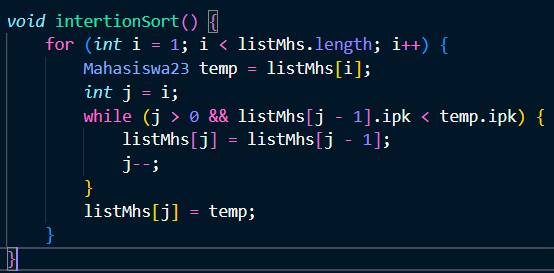 void intertionSort() {
    for (int i = 1; i < listMhs.length; i++) {
        Mahasiswa23 temp = listMhs[i];
        int j = i;
        while (j > 0 && listMhs[j - 1].ipk < temp.ipk) {
            listMhs[j] = listMhs[j - 1];
            j--;
        }
        listMhs[j] = temp;
    }
}